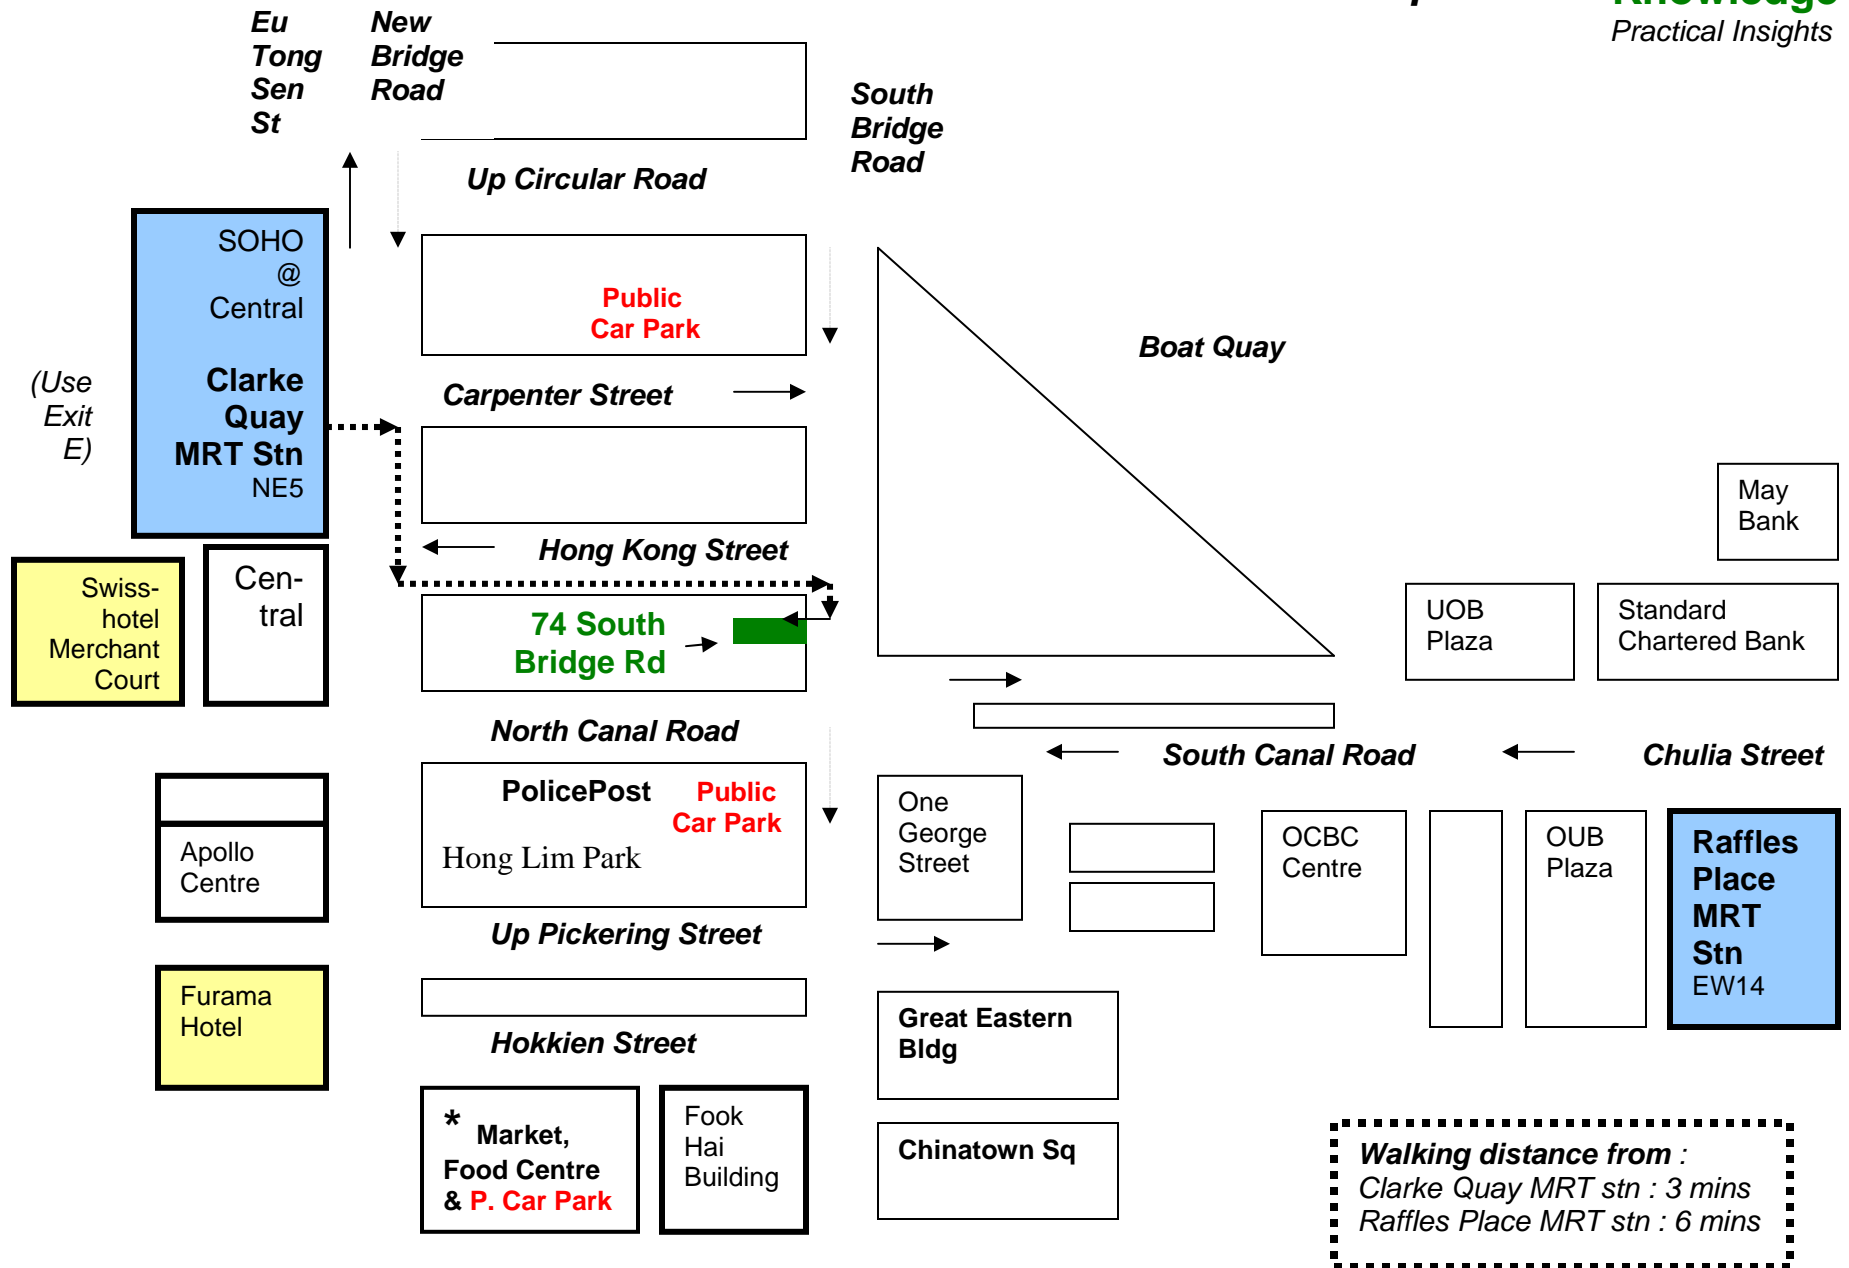 Knowledge
Practical Insights
Eu
Tong
Sen
St
New
Bridge
Road
South
Bridge
Road
Up Circular Road
SOHO
@
Central
Clarke
Quay
MRT Stn
NE5
(Use
Exit
E)
Public
Car Park
Carpenter Street
Boat Quay
Hong Kong Street
May
Bank
Swiss-
hotel
Merchant
Court
Cen-
tral
74 South
Bridge Rd
UOB
Plaza
Standard
Chartered Bank
North Canal Road
South Canal Road
Chulia Street
PolicePost
Public
Car Park
Hong Lim Park
Apollo
Centre
One
George
Street
OCBC
Centre
OUB
Plaza
Raffles
Place
MRT
Stn
EW14
Up Pickering Street
Furama
Hotel
Great Eastern
Bldg
Hokkien Street
* Market,
Food Centre
& P. Car Park
Fook
Hai
Building
Chinatown Sq
Walking distance from :
Clarke Quay MRT stn : 3 mins
Raffles Place MRT stn : 6 mins